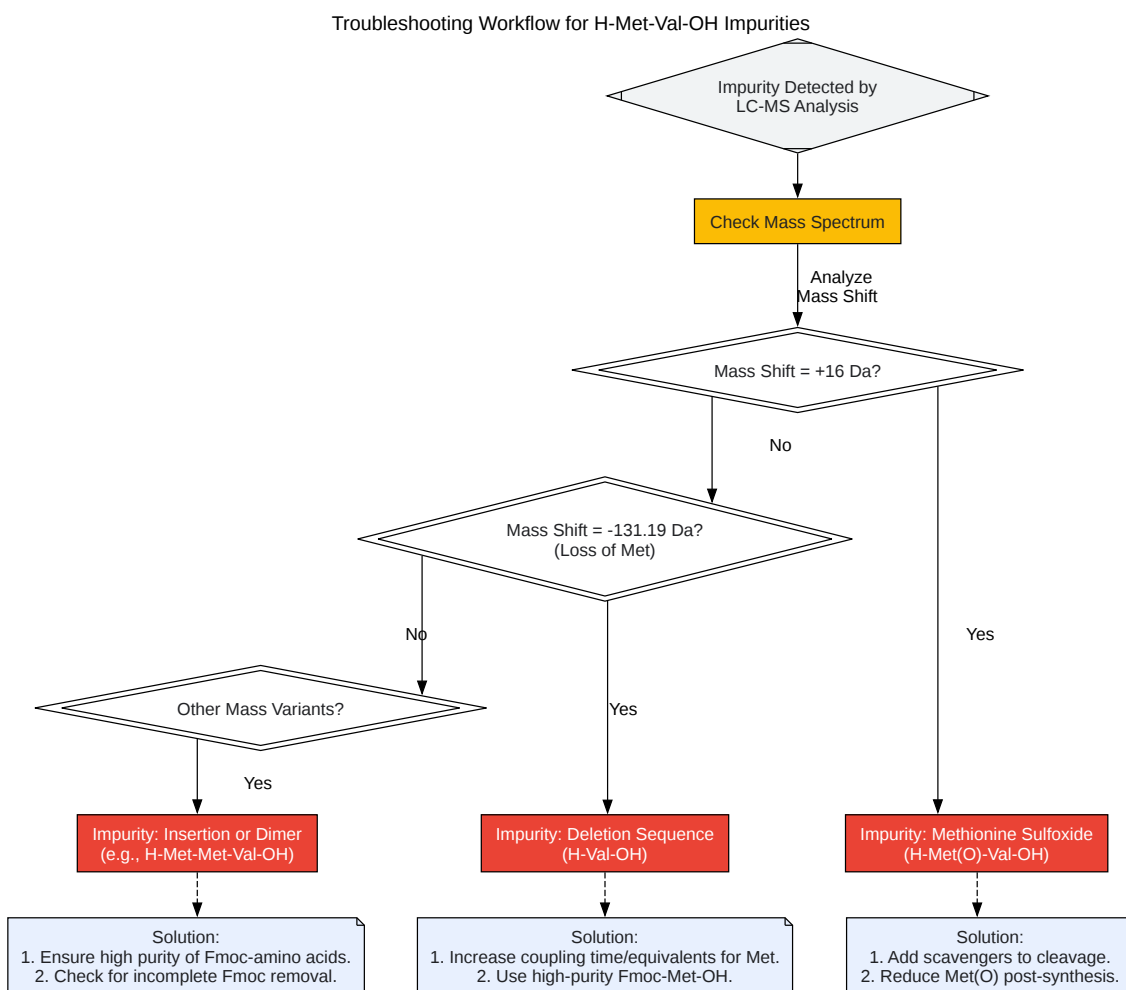 Troubleshooting Workflow for H-Met-Val-OH Impurities
Impurity Detected by
LC-MS Analysis
Check Mass Spectrum
Analyze
Mass Shift
Mass Shift = +16 Da?
No
Mass Shift = -131.19 Da?
(Loss of Met)
No
Yes
Yes
Other Mass Variants?
Yes
Impurity: Insertion or Dimer
(e.g., H-Met-Met-Val-OH)
Impurity: Deletion Sequence
(H-Val-OH)
Impurity: Methionine Sulfoxide
(H-Met(O)-Val-OH)
Solution:
1. Ensure high purity of Fmoc-amino acids.
2. Check for incomplete Fmoc removal.
Solution:
1. Increase coupling time/equivalents for Met.
2. Use high-purity Fmoc-Met-OH.
Solution:
1. Add scavengers to cleavage.
2. Reduce Met(O) post-synthesis.